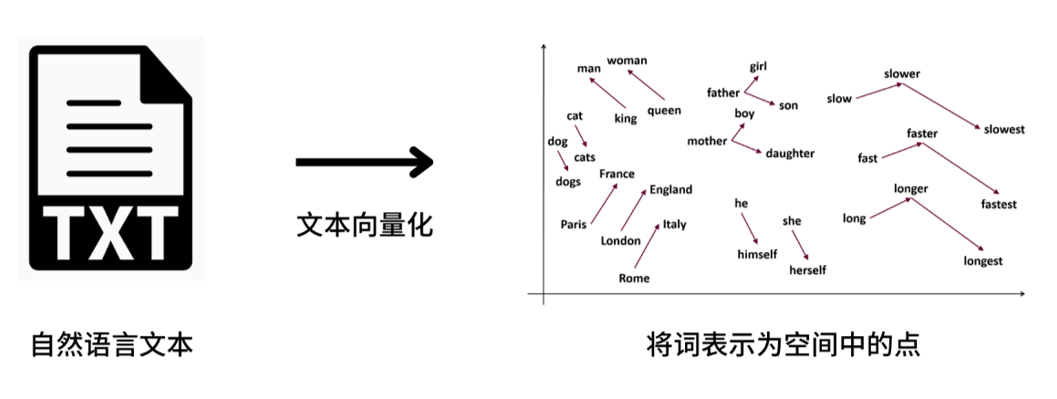 TXT
自然语言文本
文本向量化
man
woman
king
queen
cat
cats
dog
dogs
France
England
Paris
London
Italy
Rome
girl
father
son
boy
mother
daughter
he
himself
she
herself
slower
slow
slowest
faster
fast
fastest
longer
long
longest
将词表示为空间中的点